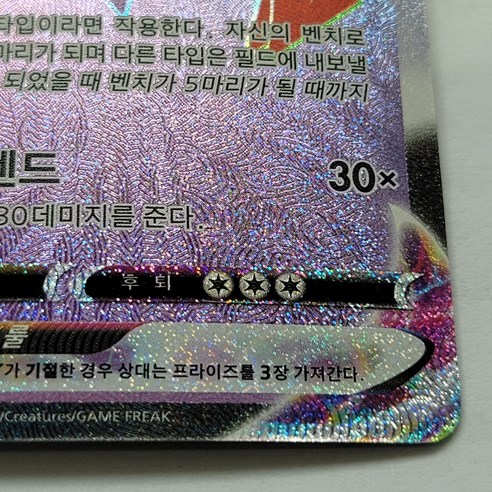 타입이라면 작용한다. 자신의 벤치로
마리가 되며 다른 타입은 필드에 내보낼
되었을 때 벤치가 5마리가 될 때까지
벤드 30×
30데미지를 준다.
후퇴
룰
가 기절한 경우 상대는 프라이즈를 3장 가져간다.
/Creatures/GAME FREAK.